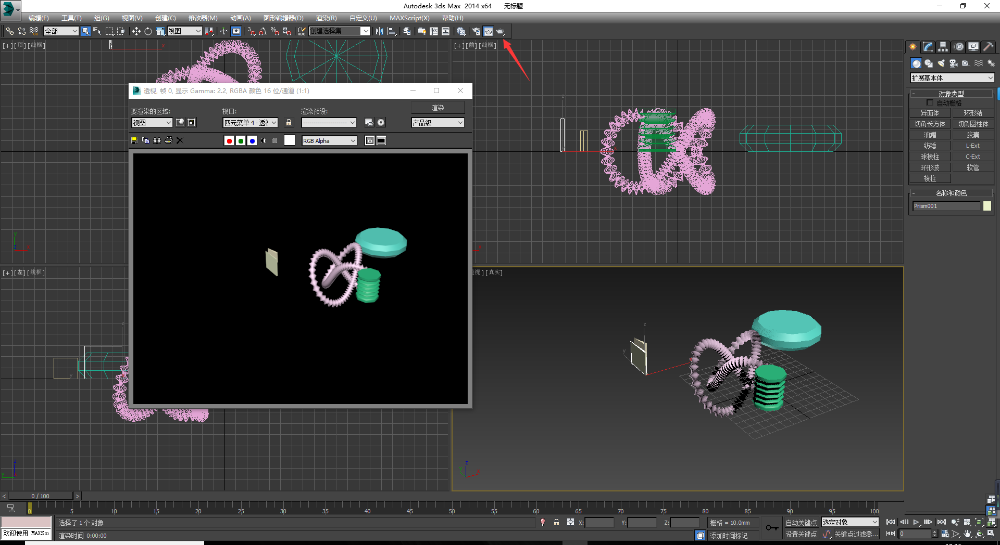 Autodesk 3ds Max  2014 x64    无标题
编辑(E)  工具(T)  组(G)  视图(V)  创建(C)  修改器(M)  动画(A)  图形编辑器(D)  渲染(R)  自定义(U)  MAXScript(X)  帮助(H)
全部  视图  创建选择集
[+][顶][线框]
[+][前][线框]
扩展基本体
对象类型
自动栅格
异面体  环形结
切角长方体  切角圆柱体
油罐  胶囊
纺锤  L-Ext
球棱柱  C-Ext
环形波  软管
棱柱
名称和颜色
Prism001
透视, 帧 0, 显示 Gamma: 2.2, RGBA 颜色 16 位/通道 (1:1)
要渲染的区域:  视口:  渲染预设:  渲染
视图  四元菜单 4 - 透视  产品级
RGB Alpha
[+][左][线框]
透视][真实]
0 / 100
0 5 10 15 20 25 30 35 40 45 50 55 60 65 70 75 80 85 90 95 100
选择了 1 个 对象  X:  Y:  Z:  栅格 = 10.0mm  自动关键点  选定对象
欢迎使用 MAXScr  渲染时间 0:00:00  添加时间标记  设置关键点  关键点过滤器...  0